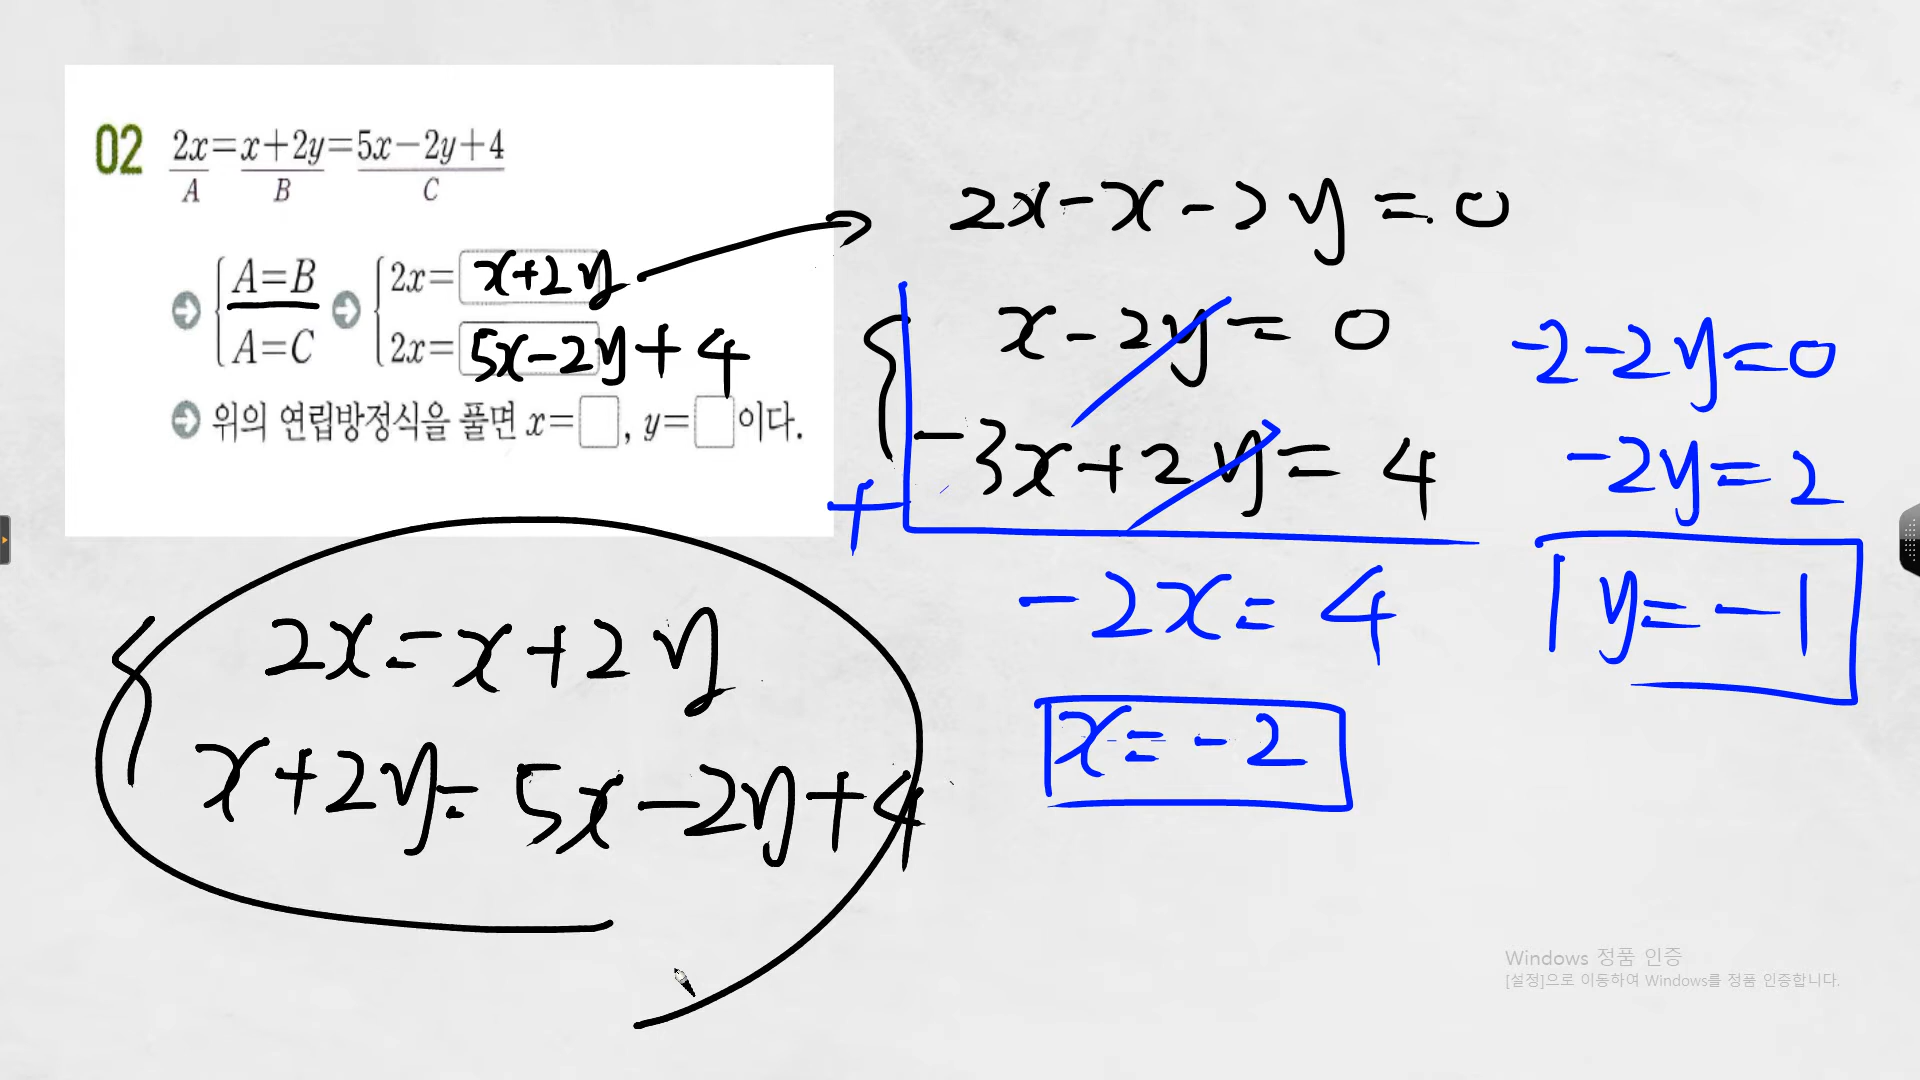 02 2x=x+2y=5x-2y+4
A B C
A=B 2x= x+2y
A=C 2x= 5x-2y+4
위의 연립방정식을 풀면 x=□, y=□이다.
2x=x+2y
x+2y=5x-2y+4
2x-x-2y=0
x-2y=0
-3x+2y=4
+
-2x=4
x=-2
-2-2y=0
-2y=2
y=-1
Windows 정품 인증
[설정]으로 이동하여 Windows를 정품 인증합니다.